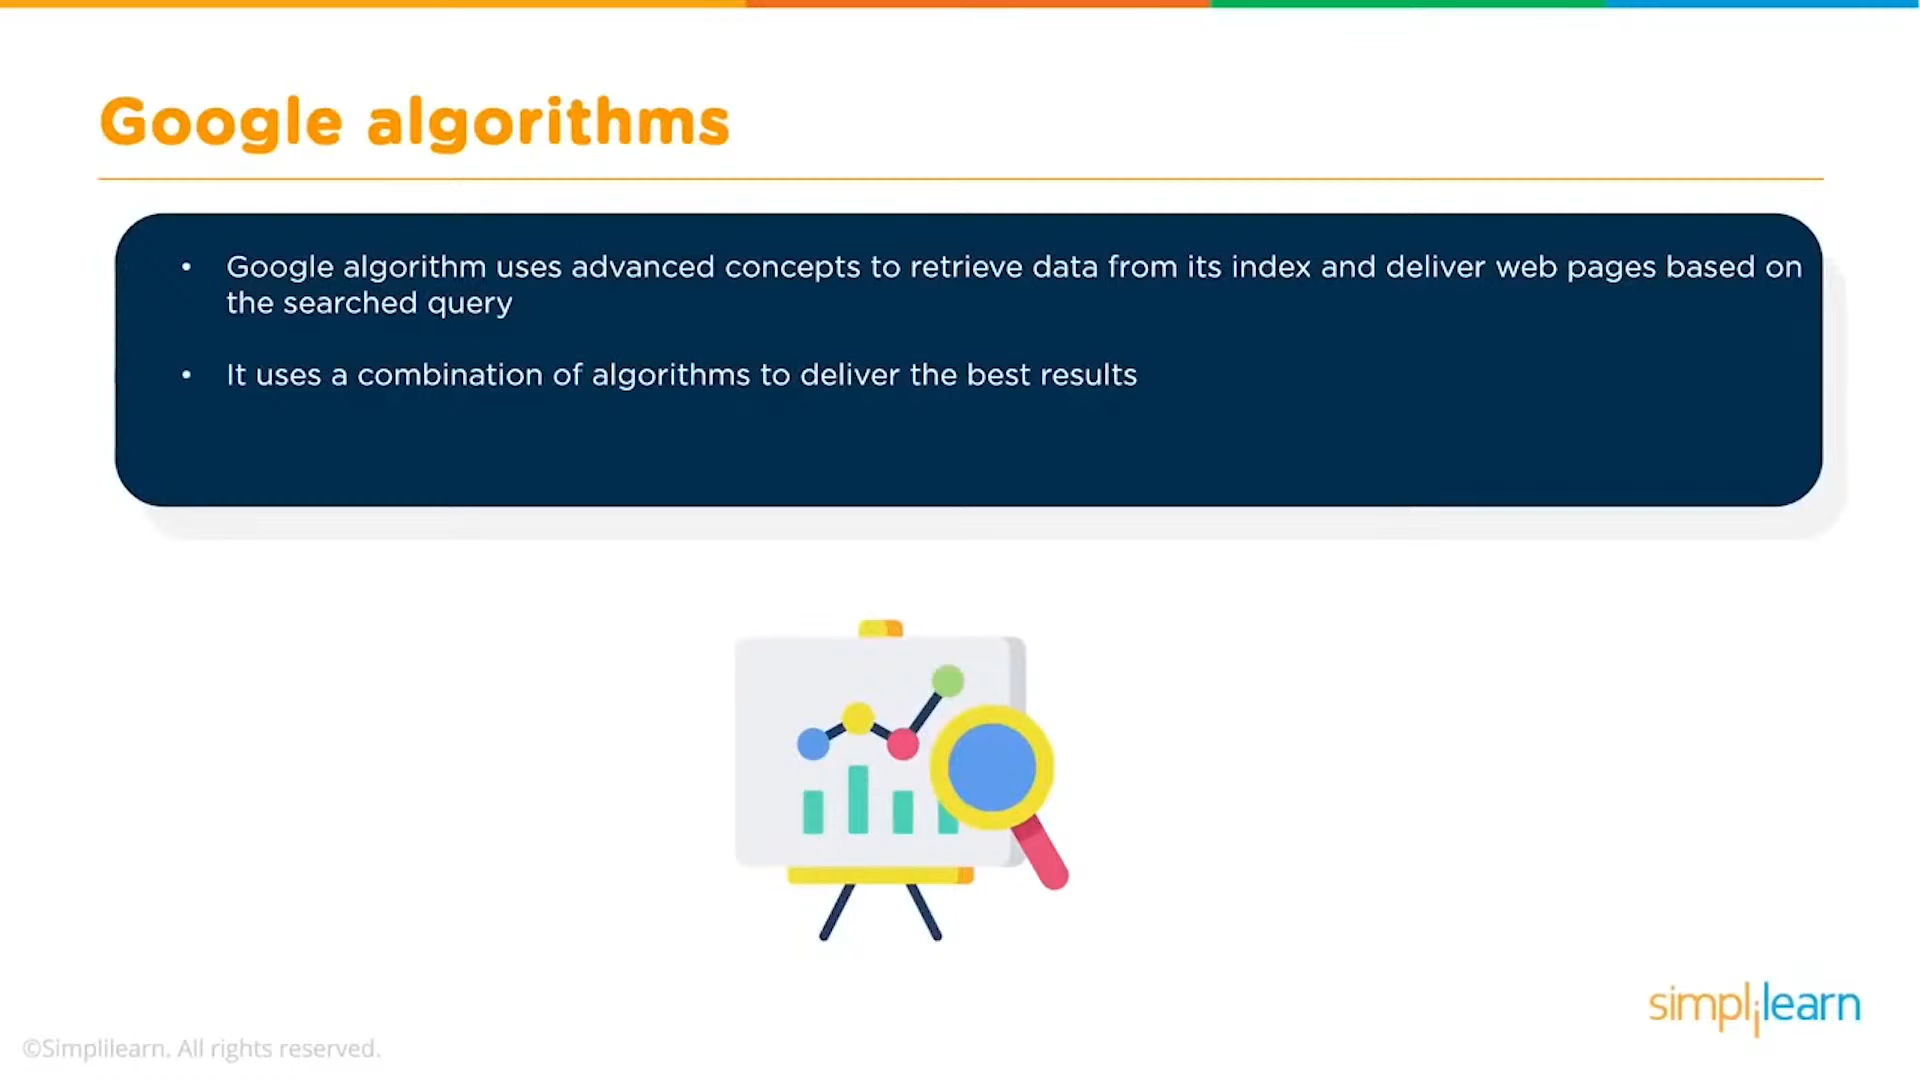 Google algorithms
• Google algorithm uses advanced concepts to retrieve data from its index and deliver web pages based on
the searched query
• It uses a combination of algorithms to deliver the best results
simplilearn
©Simplilearn. All rights reserved.